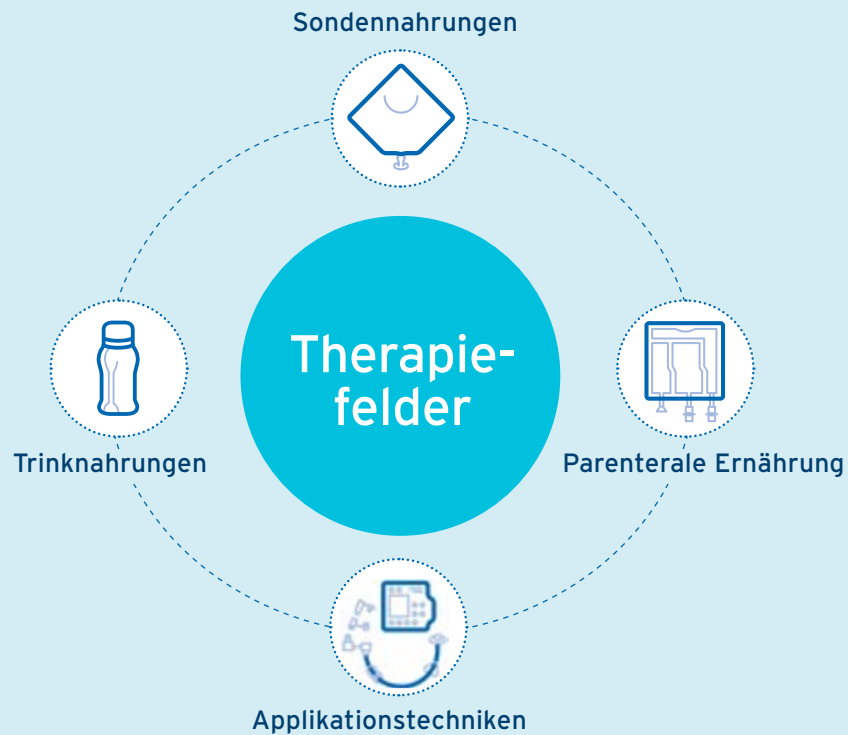 Sondennahrungen
Therapie-
felder
Trinknahrungen
Parenterale Ernährung
Applikationstechniken